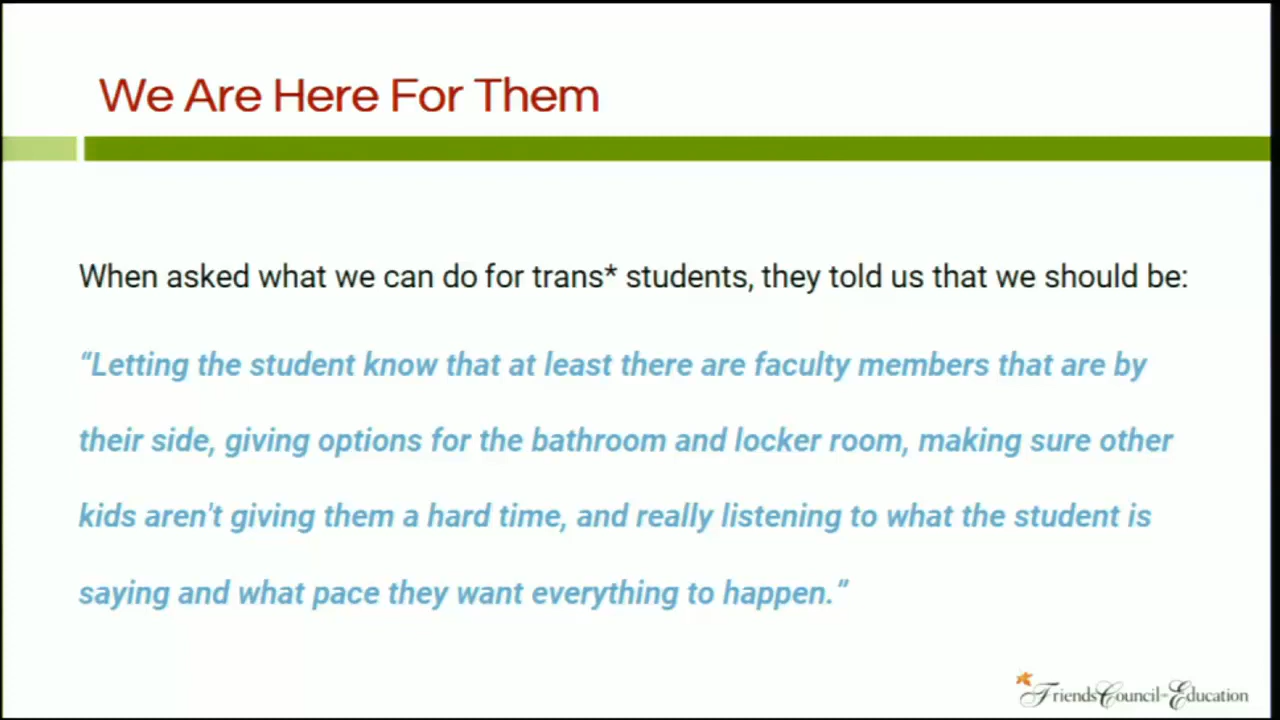 We Are Here For Them
When asked what we can do for trans* students, they told us that we should be:
“Letting the student know that at least there are faculty members that are by
their side, giving options for the bathroom and locker room, making sure other
kids aren't giving them a hard time, and really listening to what the student is
saying and what pace they want everything to happen.”
Friends Council on Education